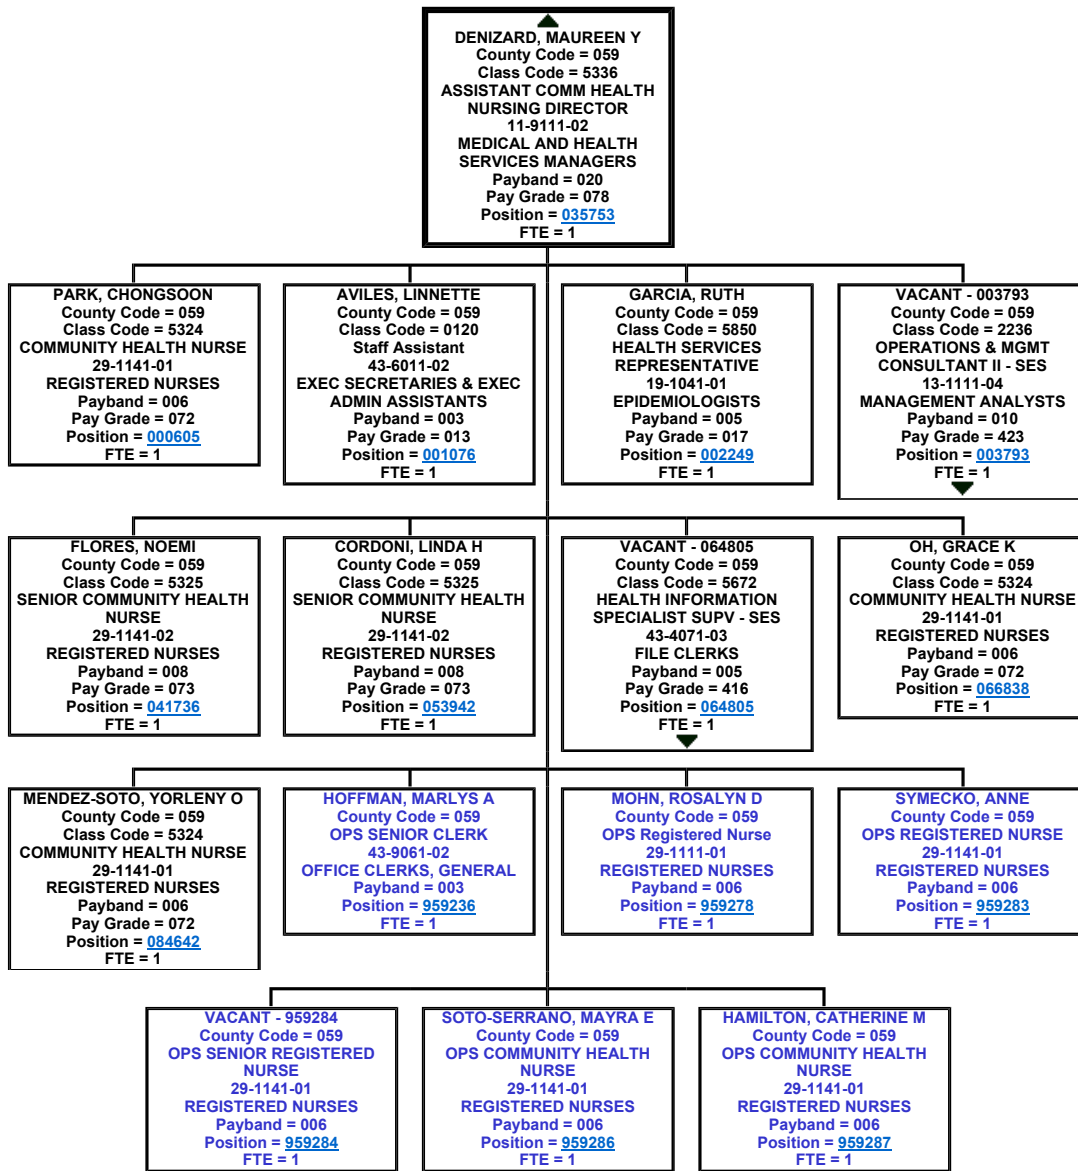 DENIZARD, MAUREEN Y
County Code = 059
Class Code = 5336
ASSISTANT COMM HEALTH
NURSING DIRECTOR
11-9111-02
MEDICAL AND HEALTH
SERVICES MANAGERS
Payband = 020
Pay Grade = 078
Position = 035753
FTE = 1
PARK, CHONGSOON
County Code = 059
Class Code = 5324
COMMUNITY HEALTH NURSE
29-1141-01
REGISTERED NURSES
Payband = 006
Pay Grade = 072
Position = 000605
FTE = 1
AVILES, LINNETTE
County Code = 059
Class Code = 0120
Staff Assistant
43-6011-02
EXEC SECRETARIES & EXEC
ADMIN ASSISTANTS
Payband = 003
Pay Grade = 013
Position = 001076
FTE = 1
GARCIA, RUTH
County Code = 059
Class Code = 5850
HEALTH SERVICES
REPRESENTATIVE
19-1041-01
EPIDEMIOLOGISTS
Payband = 005
Pay Grade = 017
Position = 002249
FTE = 1
VACANT - 003793
County Code = 059
Class Code = 2236
OPERATIONS & MGMT
CONSULTANT II - SES
13-1111-04
MANAGEMENT ANALYSTS
Payband = 010
Pay Grade = 423
Position = 003793
FTE = 1
FLORES, NOEMI
County Code = 059
Class Code = 5325
SENIOR COMMUNITY HEALTH
NURSE
29-1141-02
REGISTERED NURSES
Payband = 008
Pay Grade = 073
Position = 041736
FTE = 1
CORDONI, LINDA H
County Code = 059
Class Code = 5325
SENIOR COMMUNITY HEALTH
NURSE
29-1141-02
REGISTERED NURSES
Payband = 008
Pay Grade = 073
Position = 053942
FTE = 1
VACANT - 064805
County Code = 059
Class Code = 5672
HEALTH INFORMATION
SPECIALIST SUPV - SES
43-4071-03
FILE CLERKS
Payband = 005
Pay Grade = 416
Position = 064805
FTE = 1
OH, GRACE K
County Code = 059
Class Code = 5324
COMMUNITY HEALTH NURSE
29-1141-01
REGISTERED NURSES
Payband = 006
Pay Grade = 072
Position = 066838
FTE = 1
MENDEZ-SOTO, YORLENY O
County Code = 059
Class Code = 5324
COMMUNITY HEALTH NURSE
29-1141-01
REGISTERED NURSES
Payband = 006
Pay Grade = 072
Position = 084642
FTE = 1
HOFFMAN, MARLYS A
County Code = 059
OPS SENIOR CLERK
43-9061-02
OFFICE CLERKS, GENERAL
Payband = 003
Position = 959236
FTE = 1
MOHN, ROSALYN D
County Code = 059
OPS Registered Nurse
29-1111-01
REGISTERED NURSES
Payband = 006
Position = 959278
FTE = 1
SYMECKO, ANNE
County Code = 059
OPS REGISTERED NURSE
29-1141-01
REGISTERED NURSES
Payband = 006
Position = 959283
FTE = 1
VACANT - 959284
County Code = 059
OPS SENIOR REGISTERED
NURSE
29-1141-01
REGISTERED NURSES
Payband = 006
Position = 959284
FTE = 1
SOTO-SERRANO, MAYRA E
County Code = 059
OPS COMMUNITY HEALTH
NURSE
29-1141-01
REGISTERED NURSES
Payband = 006
Position = 959286
FTE = 1
HAMILTON, CATHERINE M
County Code = 059
OPS COMMUNITY HEALTH
NURSE
29-1141-01
REGISTERED NURSES
Payband = 006
Position = 959287
FTE = 1